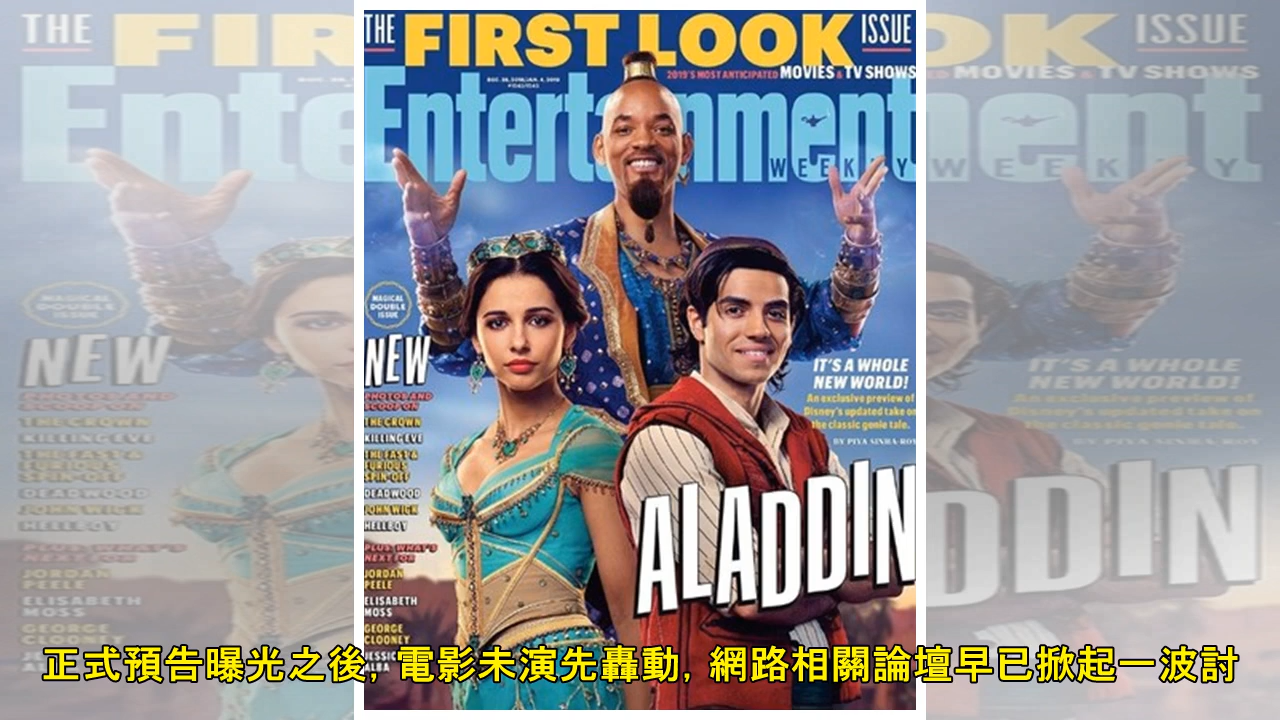 THE FIRST LOOK ISSUE
2019'S MOST ANTICIPATED MOVIES & TV SHOWS
Entertainment
WEEKLY
MAGICAL
DOUBLE
ISSUE
NEW
PHOTOS AND
SCOOP ON
THE CROWN
KILLING EVE
THE FAST &
FURIOUS
SPIN-OFF
DEADWOOD
JOHN WICK
HELLBOY
PLUS: WHAT'S
NEXT FOR
JORDAN
PEELE
ELISABETH
MOSS
GEORGE
CLOONEY
IT'S A WHOLE
NEW WORLD!
An exclusive preview of
Disney's updated take on
the classic genie tale.
BY PIYA SINHA-ROY
ALADDIN
正式預告曝光之後, 電影未演先轟動, 網路相關論壇早已掀起一波討